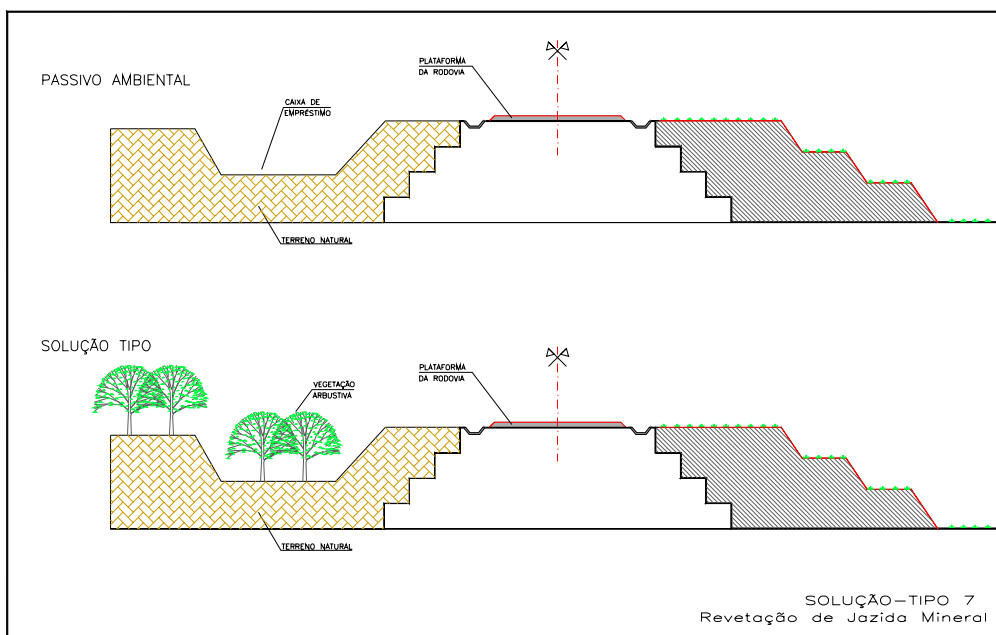 PASSIVO AMBIENTAL
PLATAFORMA
DA RODOVIA
CAIXA DE
EMPRÉSTIMO
TERRENO NATURAL
SOLUÇÃO TIPO
PLATAFORMA
DA RODOVIA
VEGETAÇÃO
ARBUSTIVA
TERRENO NATURAL
SOLUÇÃO-TIPO 7
Revetação de Jazida Mineral